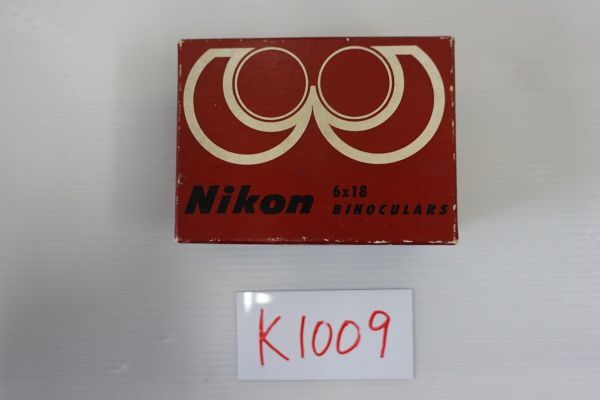 Nikon 6x18
BINOCULARS
K1009